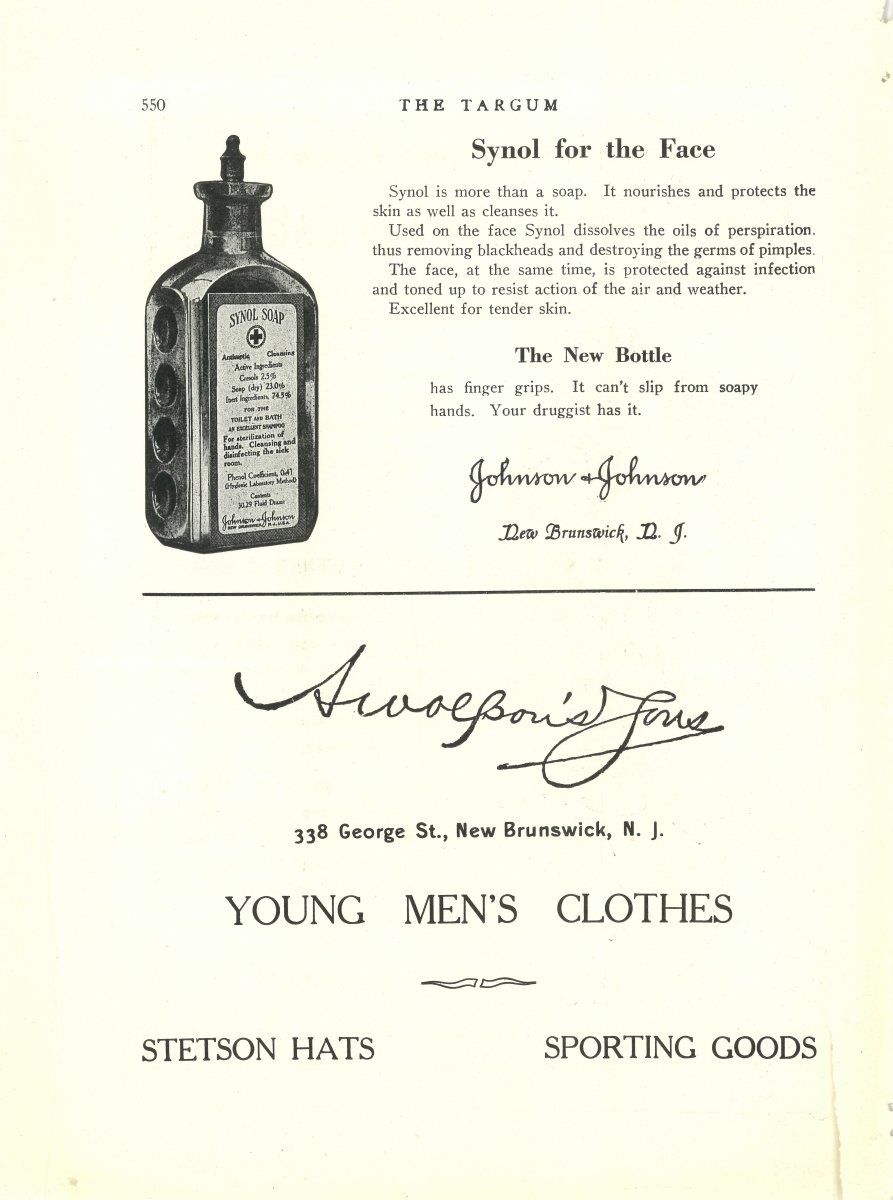 550
THE TARGUM
Synol for the Face
Synol is more than a soap. It nourishes and protects the
skin as well as cleanses it.
Used on the face Synol dissolves the oils of perspiration.
thus removing blackheads and destroying the germs of pimples.
The face, at the same time, is protected against infection
and toned up to resist action of the air and weather.
Excellent for tender skin.
The New Bottle
has finger grips. It can't slip from soapy
hands. Your druggist has it.
Johnson & Johnson
New Brunswick, N. J.
SYNOL SOAP
Antiseptic Cleansing
Active Ingredients
Cresols 2.5%
Soap (dry) 23.0%
Inert Ingredients, 74.5%
FOR THE
TOILET AND BATH
AN EXCELLENT SHAMPOO
For sterilization of
hands. Cleansing and
disinfecting the sick
room.
Phenol Coefficient, 0.41
(Hygienic Laboratory Method)
Contents
30.29 Fluid Drams
Johnson & Johnson
NEW BRUNSWICK, N.J., U.S.A.
A wolfson's Sons
338 George St., New Brunswick, N. J.
YOUNG MEN'S CLOTHES
STETSON HATS
SPORTING GOODS